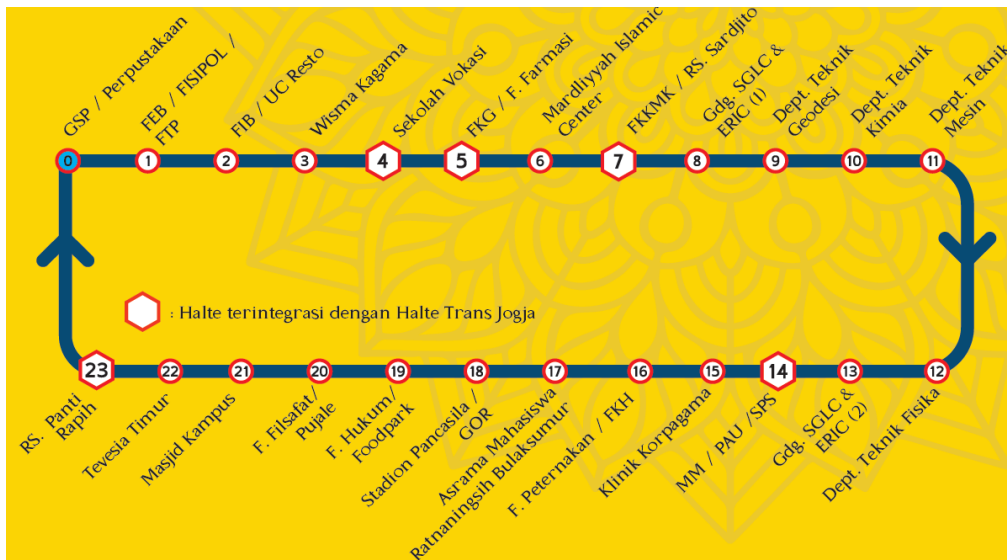 GSP / Perpustakaan
FEB / FISIPOL /
FTP
FIB / UC Resto
Wisma Kagama
Sekolah Vokasi
FKG / F. Farmasi
Mardliyyah Islamic
Center
FKKMK / RS. Sardjito
Gdg. SGLC &
ERIC (1)
Dept. Teknik
Geodesi
Dept. Teknik
Kimia
Dept. Teknik
Mesin
0
1
2
3
4
5
6
7
8
9
10
11
: Halte terintegrasi dengan Halte Trans Jogja
23
22
21
20
19
18
17
16
15
14
13
12
RS. Panti
Rapih
Tevesia Timur
Masjid Kampus
F. Filsafat/
Pujale
F. Hukum/
Foodpark
Stadion Pancasila /
GOR
Asrama Mahasiswa
Ratnaningsih Bulaksumur
F. Peternakan / FKH
Klinik Korpagama
MM / PAU /SPS
Gdg. SGLC &
ERIC (2)
Dept. Teknik Fisika